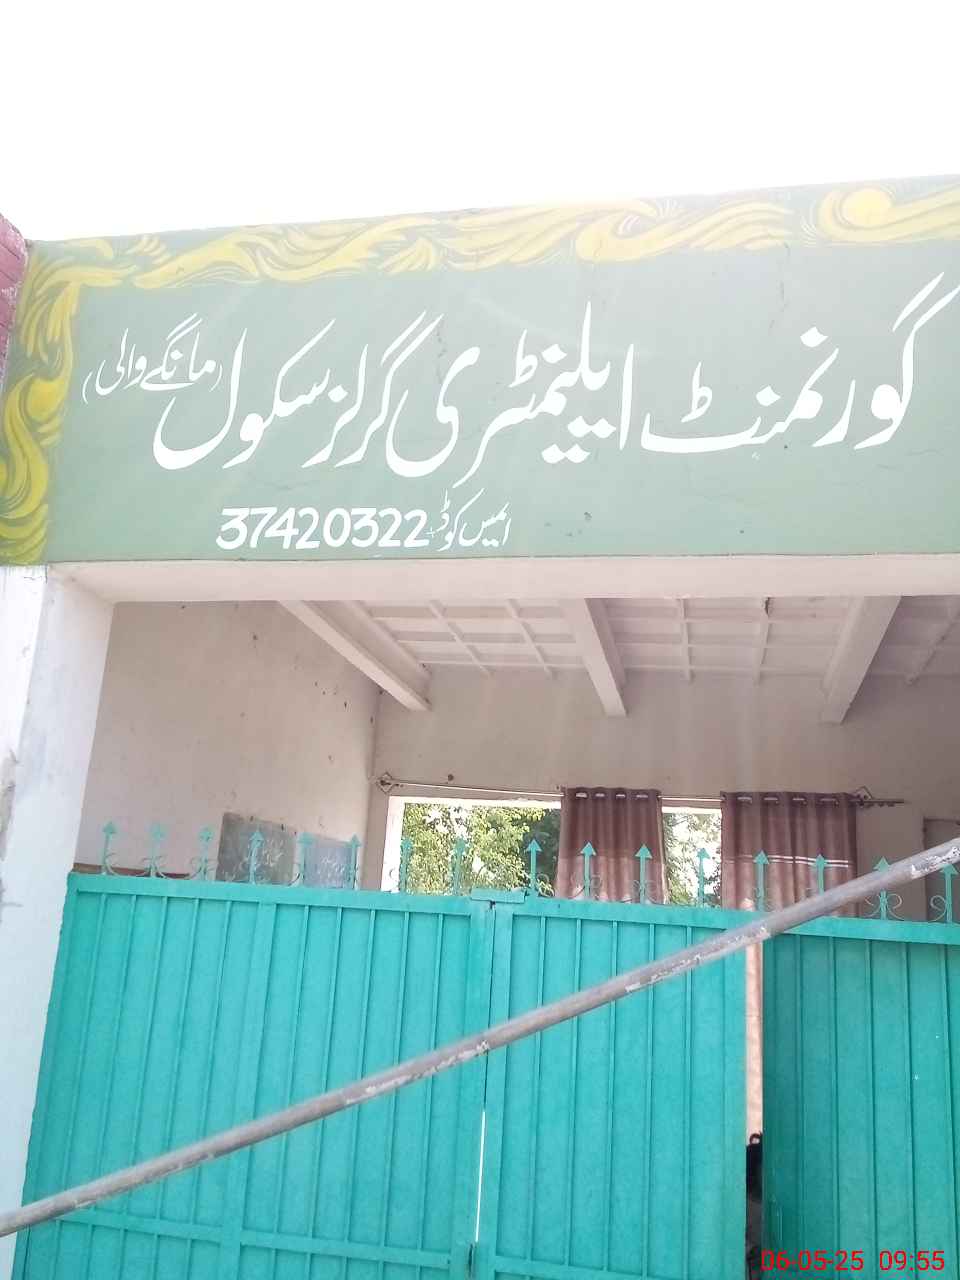 گورنمنٹ ایلیمنٹری گرلز سکول (مانگے والی)
ایمیس کوڈ 37420322
06-05-25 09:55